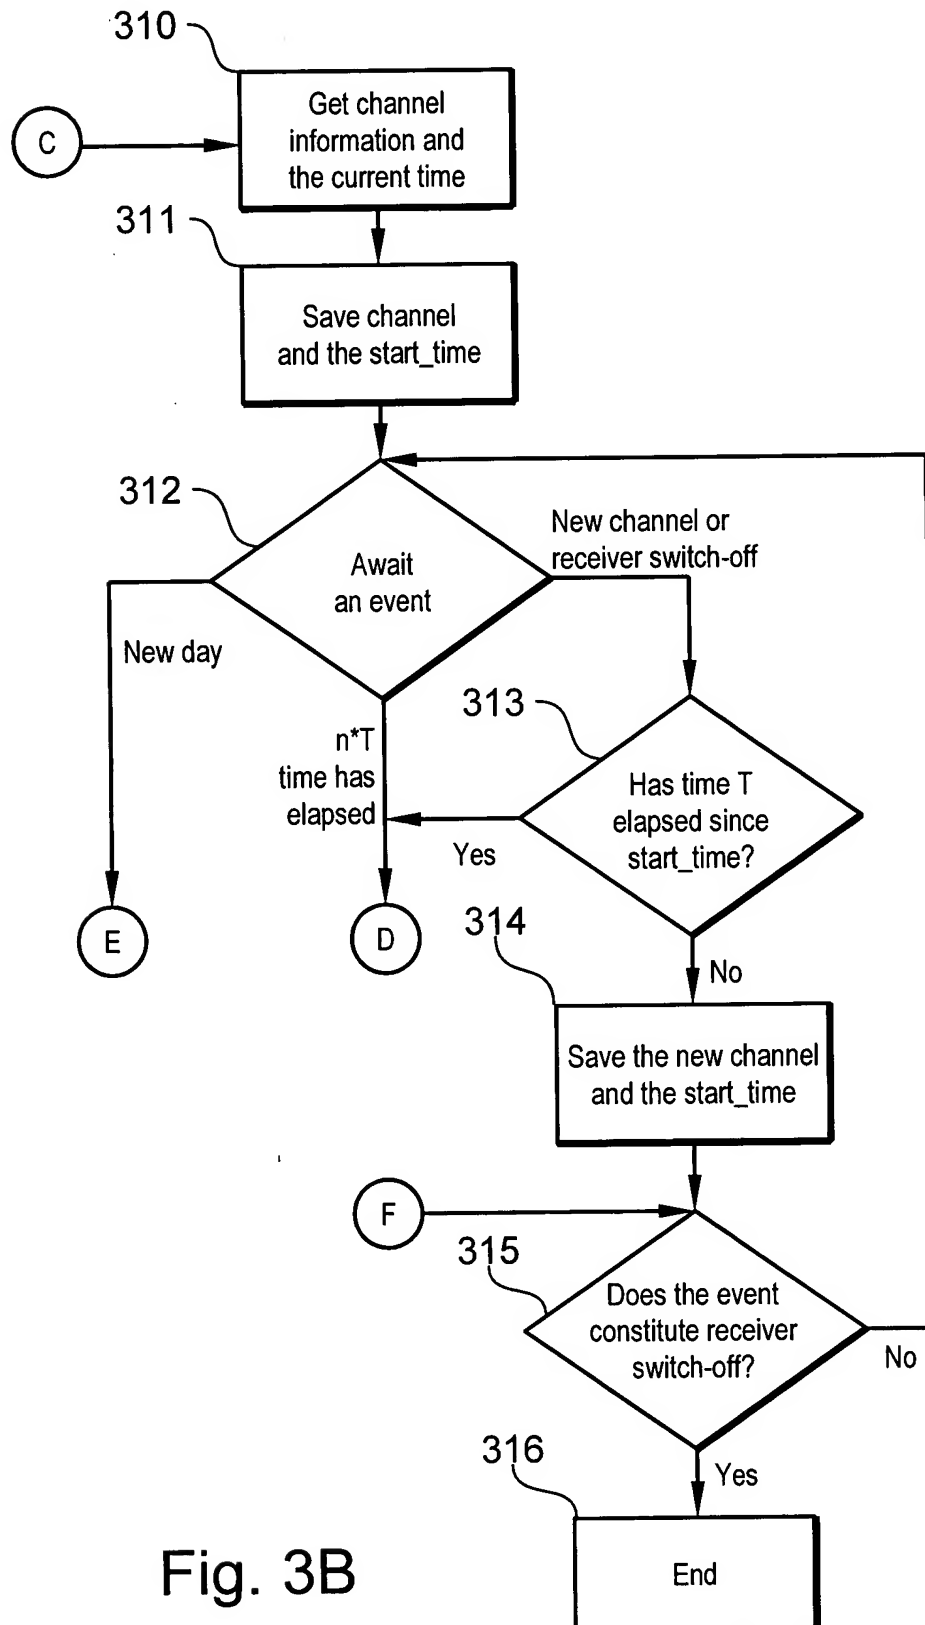 310
Get channel
information and
the current time
C
311
Save channel
and the start_time
312
Await
an event
New channel or
receiver switch-off
New day
n*T
time has
elapsed
313
Has time T
elapsed since
start_time?
Yes
E
D
314
No
Save the new channel
and the start_time
F
315
Does the event
constitute receiver
switch-off?
No
316
Yes
End
Fig. 3B